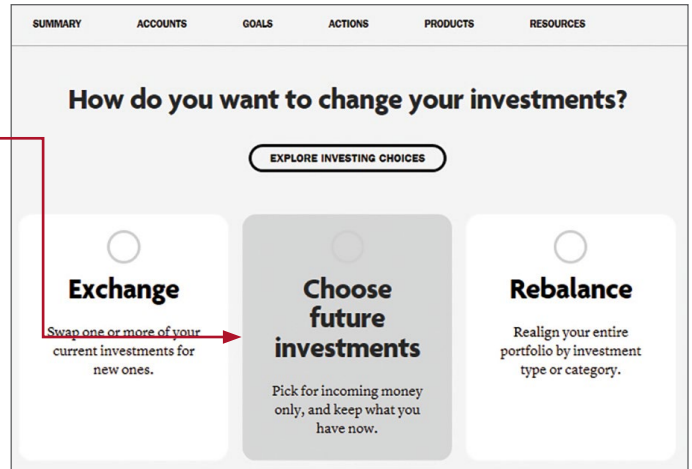 SUMMARY ACCOUNTS GOALS ACTIONS PRODUCTS RESOURCES
How do you want to change your investments?
EXPLORE INVESTING CHOICES
Exchange
Swap one or more of your
current investments for
new ones.
Choose
future
investments
Pick for incoming money
only, and keep what you
have now.
Rebalance
Realign your entire
portfolio by investment
type or category.